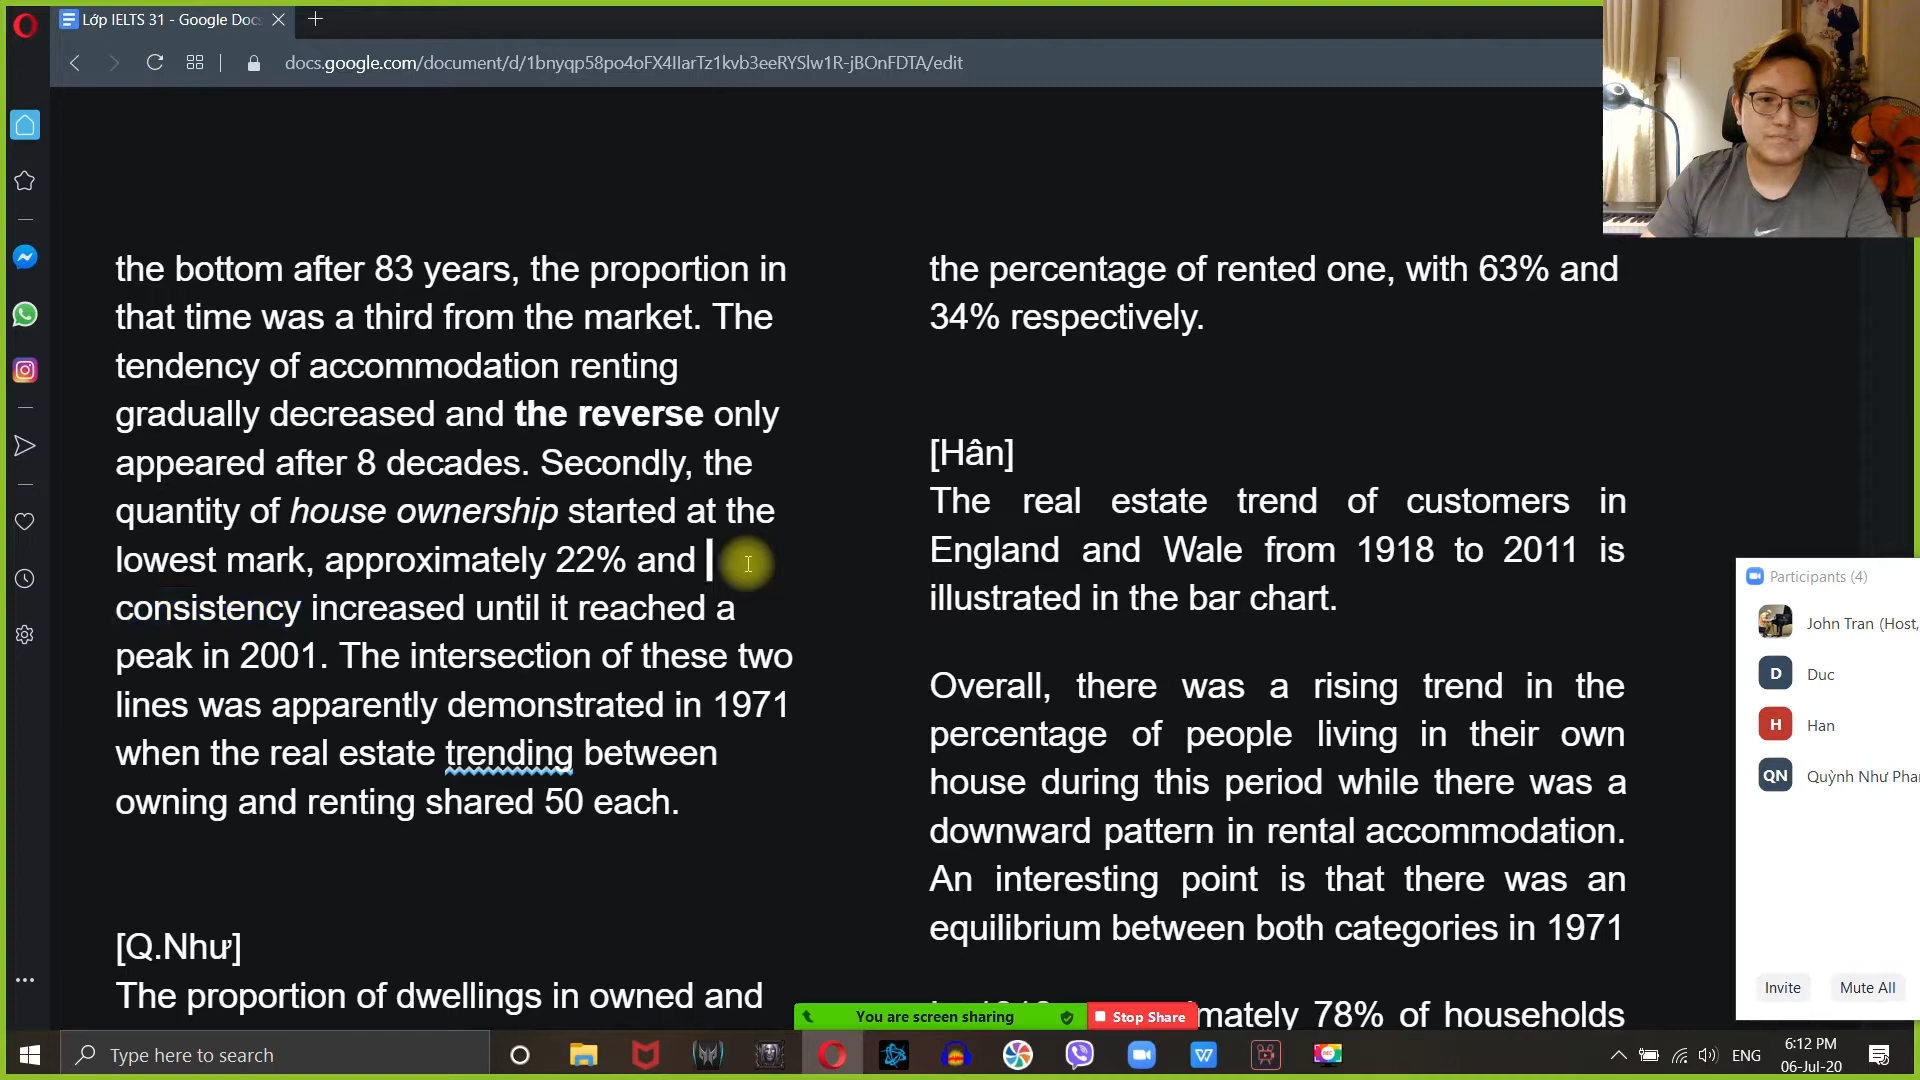 Lớp IELTS 31 - Google Doc
docs.google.com/document/d/1bnyqp58po4oFX4IIarTz1kvb3eeRYSlw1R-jBOnFDTA/edit
the bottom after 83 years, the proportion in
that time was a third from the market. The
tendency of accommodation renting
gradually decreased and the reverse only
appeared after 8 decades. Secondly, the
quantity of house ownership started at the
lowest mark, approximately 22% and
consistency increased until it reached a
peak in 2001. The intersection of these two
lines was apparently demonstrated in 1971
when the real estate trending between
owning and renting shared 50 each.
[Q.Như]
The proportion of dwellings in owned and
the percentage of rented one, with 63% and
34% respectively.
[Hân]
The real estate trend of customers in
England and Wale from 1918 to 2011 is
illustrated in the bar chart.
Overall, there was a rising trend in the
percentage of people living in their own
house during this period while there was a
downward pattern in rental accommodation.
An interesting point is that there was an
equilibrium between both categories in 1971
mately 78% of households
Participants (4)
John Tran (Host,
D Duc
H Han
QN Quỳnh Như Pha
Invite Mute All
You are screen sharing Stop Share
Type here to search
ENG
6:12 PM
06-Jul-20